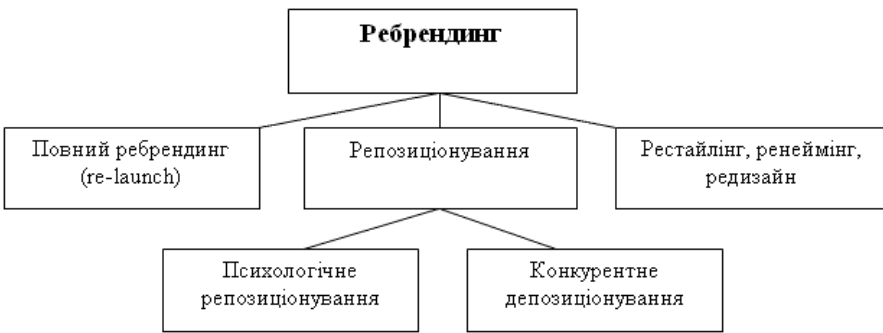 Ребрендинг
Повний ребрендинг
(re-launch)
Репозиціонування
Рестайлінг, ренеймінг,
редизайн
Психологічне
репозиціонування
Конкурентне
депозиціонування